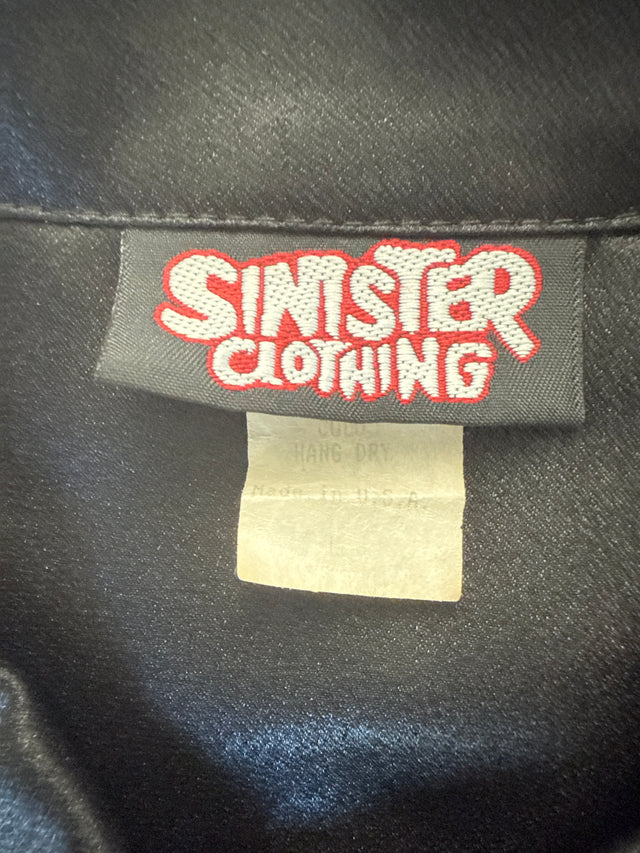 SINISTER
CLOTHING
HANG DRY
Made in U.S.A.